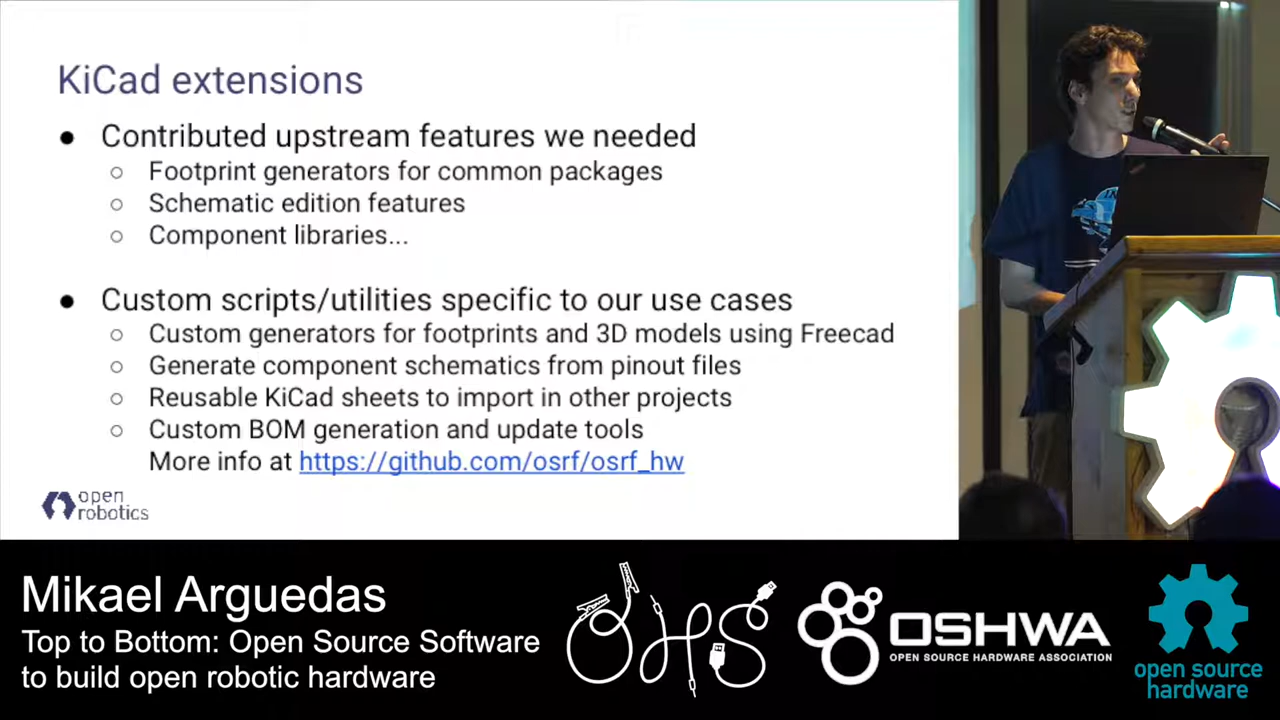 KiCad extensions
● Contributed upstream features we needed
○ Footprint generators for common packages
○ Schematic edition features
○ Component libraries...
● Custom scripts/utilities specific to our use cases
○ Custom generators for footprints and 3D models using Freecad
○ Generate component schematics from pinout files
○ Reusable KiCad sheets to import in other projects
○ Custom BOM generation and update tools
More info at https://github.com/osrf/osrf_hw
open
robotics
Mikael Arguedas
Top to Bottom: Open Source Software
to build open robotic hardware
OHS
OSHWA
OPEN SOURCE HARDWARE ASSOCIATION
open source
hardware